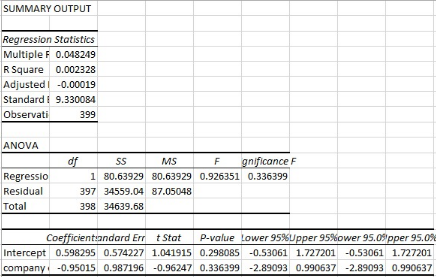 SUMMARY OUTPUT
Regression Statistics
Multiple F 0.048249
R Square 0.002328
Adjusted -0.00019
Standard E 9.330084
Observati 399
ANOVA
df SS MS F gnificance F
Regressio 1 80.63929 80.63929 0.926351 0.336399
Residual 397 34559.04 87.05048
Total 398 34639.68
Coefficient tandard Err t Stat P-value Lower 95% Upper 95% ower 95.0% pper 95.0%
Intercept 0.598295 0.574227 1.041915 0.298085 -0.53061 1.727201 -0.53061 1.727201
company -0.95015 0.987196 -0.96247 0.336399 -2.89093 0.990637 -2.89093 0.990637